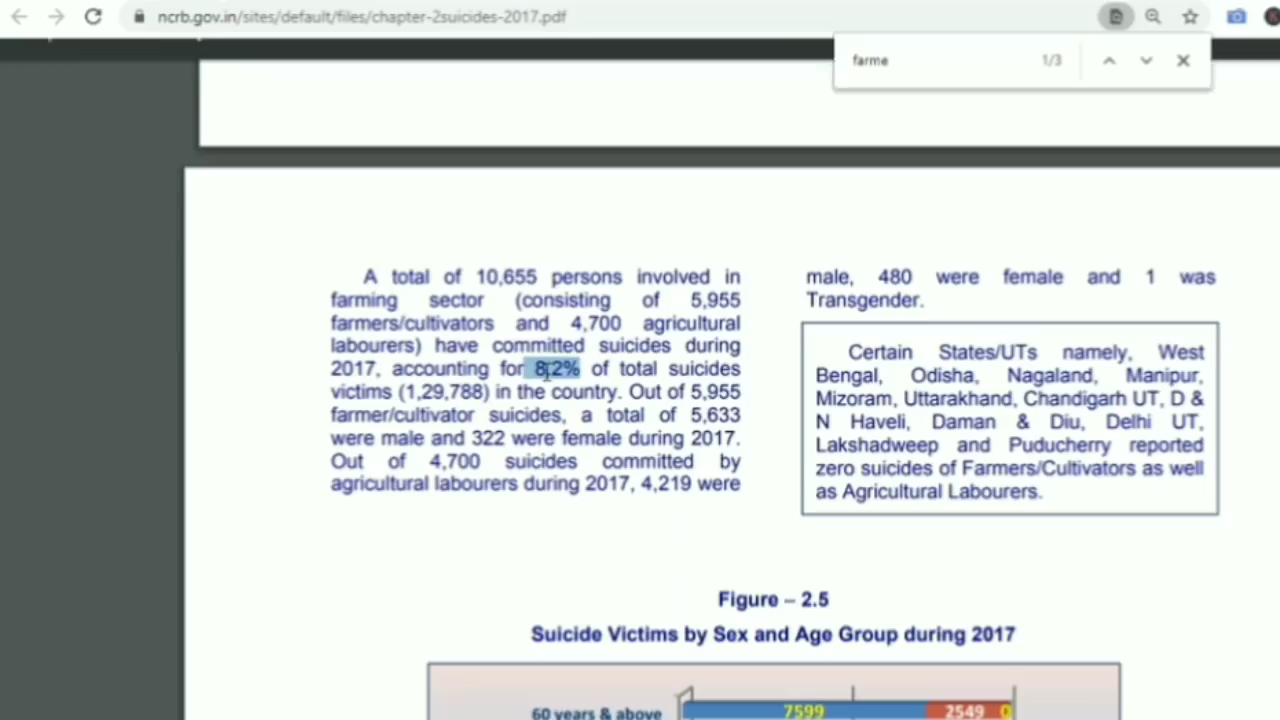 ncrb.gov.in/sites/default/files/chapter-2suicides-2017.pdf
farme 1/3
A total of 10,655 persons involved in
farming sector (consisting of 5,955
farmers/cultivators and 4,700 agricultural
labourers) have committed suicides during
2017, accounting for 8.2% of total suicides
victims (1,29,788) in the country. Out of 5,955
farmer/cultivator suicides, a total of 5,633
were male and 322 were female during 2017.
Out of 4,700 suicides committed by
agricultural labourers during 2017, 4,219 were
male, 480 were female and 1 was
Transgender.
Certain States/UTs namely, West
Bengal, Odisha, Nagaland, Manipur,
Mizoram, Uttarakhand, Chandigarh UT, D &
N Haveli, Daman & Diu, Delhi UT,
Lakshadweep and Puducherry reported
zero suicides of Farmers/Cultivators as well
as Agricultural Labourers.
Figure – 2.5
Suicide Victims by Sex and Age Group during 2017
60 years & above 7599 2549 0